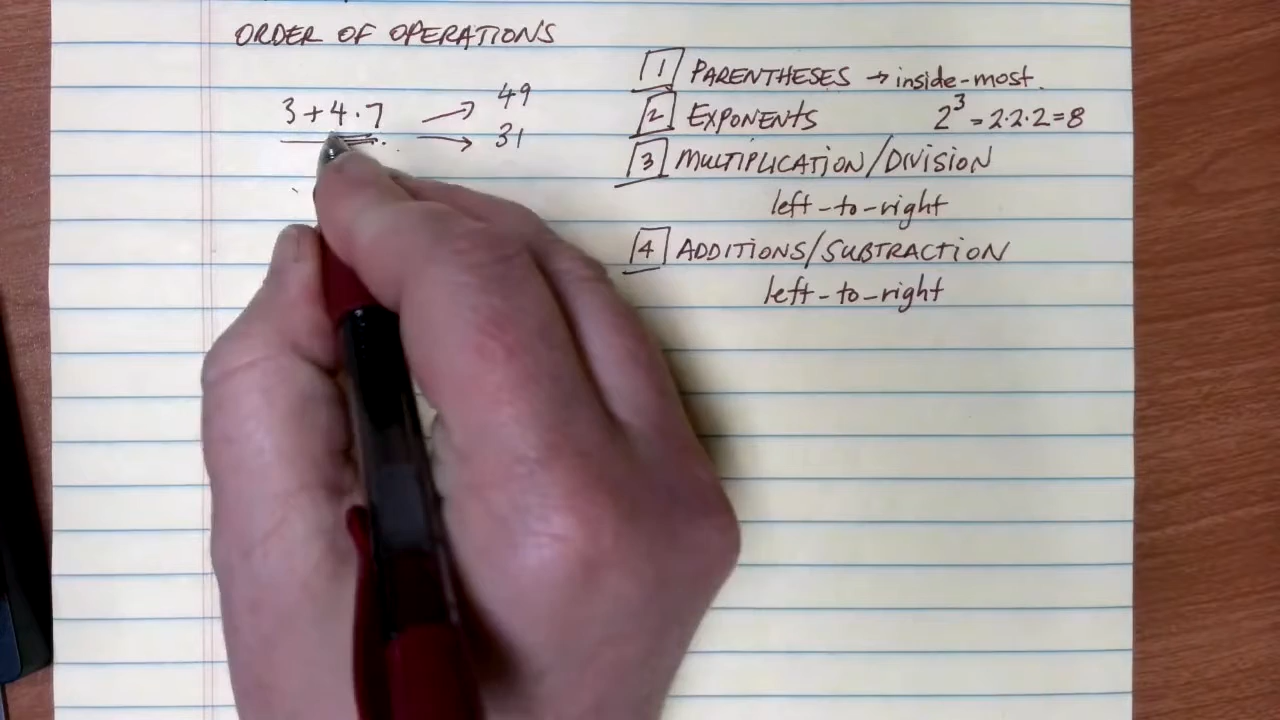 ORDER OF OPERATIONS
3+4·7 → 49
→ 31
1 PARENTHESES → inside-most.
2 EXPONENTS 2³ = 2·2·2=8
3 MULTIPLICATION/DIVISION
left-to-right
4 ADDITIONS/SUBTRACTION
left-to-right